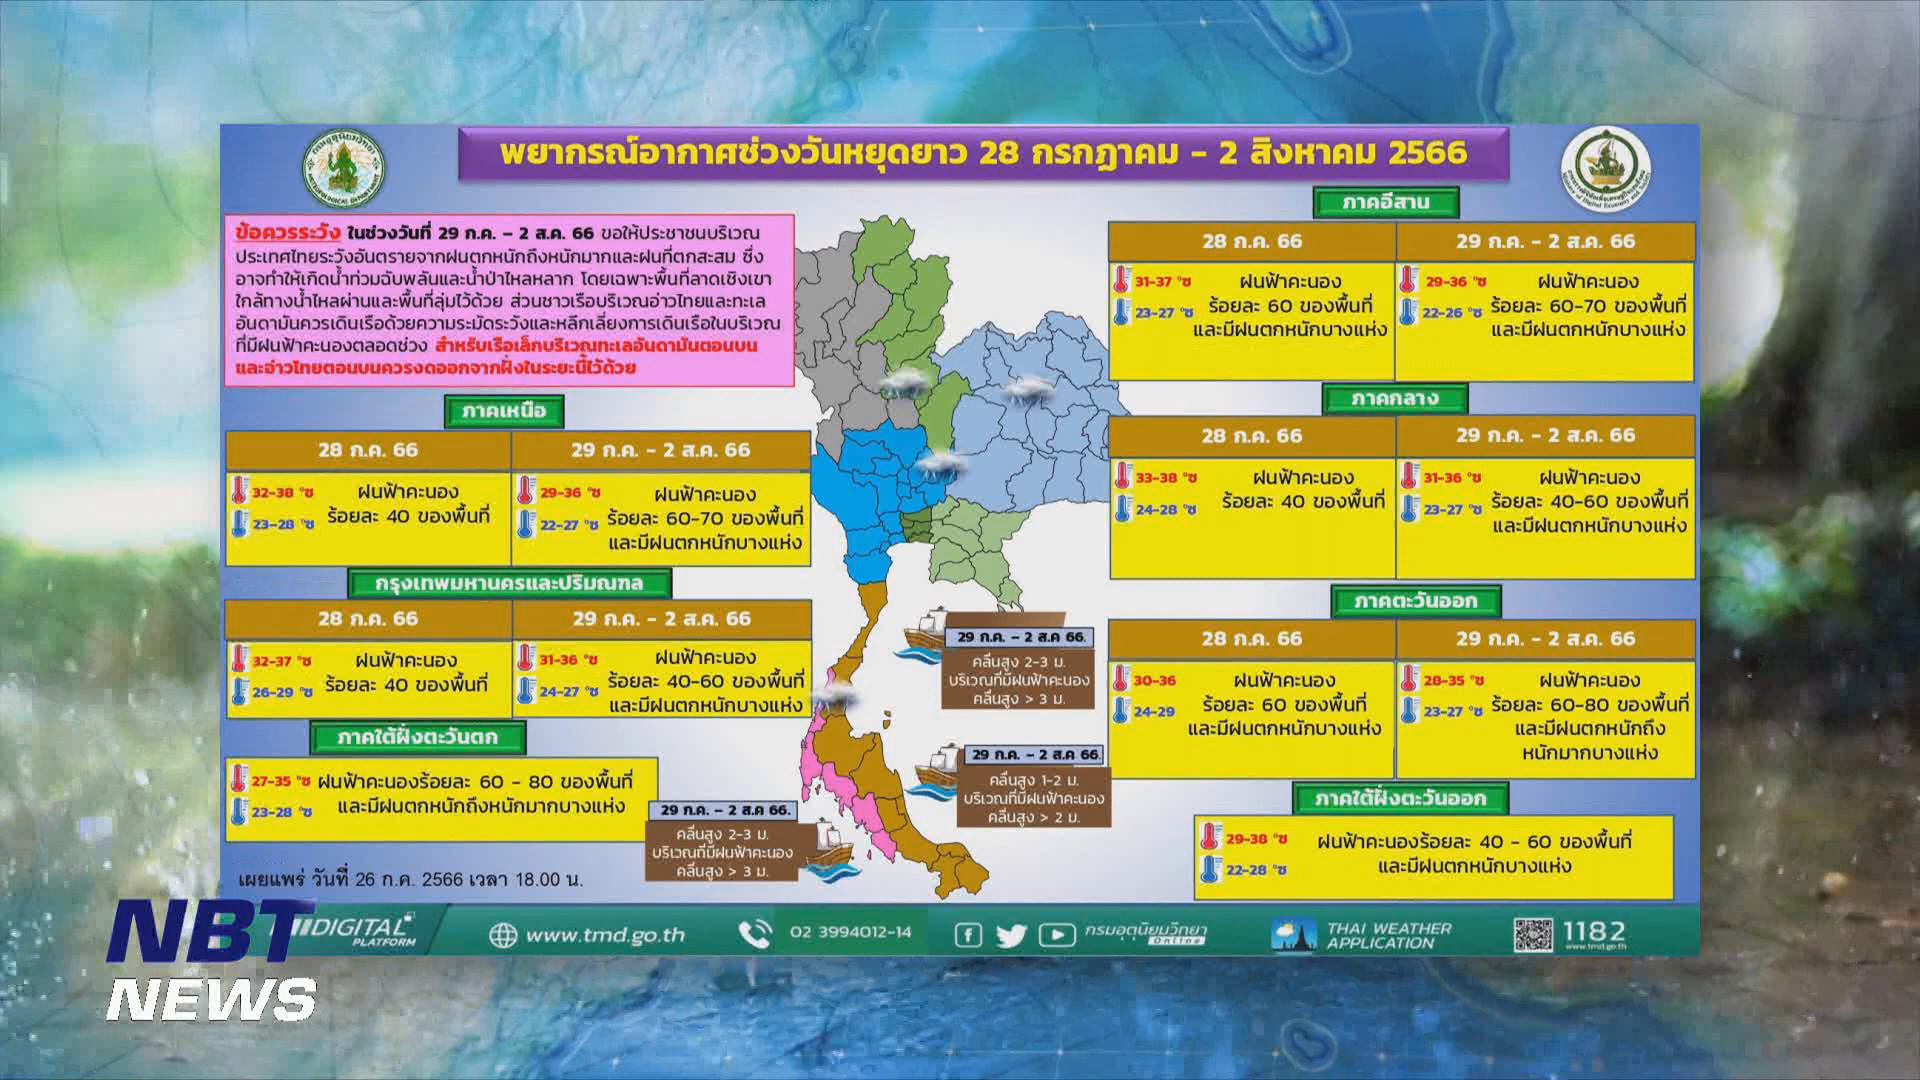 พยากรณ์อากาศช่วงวันหยุดยาว 28 กรกฎาคม - 2 สิงหาคม 2566
ข้อควรระวัง ในช่วงวันที่ 29 ก.ค. - 2 ส.ค. 66 ขอให้ประชาชนบริเวณ
ประเทศไทยระวังอันตรายจากฝนตกหนักถึงหนักมากและฝนที่ตกสะสม ซึ่ง
อาจทำให้เกิดน้ำท่วมฉับพลันและน้ำป่าไหลหลาก โดยเฉพาะพื้นที่ลาดเชิงเขา
ใกล้ทางน้ำไหลผ่านและพื้นที่ลุ่มไว้ด้วย ส่วนชาวเรือบริเวณอ่าวไทยและทะเล
อันดามันควรเดินเรือด้วยความระมัดระวังและหลีกเลี่ยงการเดินเรือในบริเวณ
ที่มีฝนฟ้าคะนองตลอดช่วง สำหรับเรือเล็กบริเวณทะเลอันดามันตอนบน
และอ่าวไทยตอนบนควรงดออกจากฝั่งในระยะนี้ไว้ด้วย
ภาคเหนือ
28 ก.ค. 66
29 ก.ค. - 2 ส.ค. 66
32-38 °ซ
23-28 °ซ
ฝนฟ้าคะนอง
ร้อยละ 40 ของพื้นที่
29-36 °ซ
22-27 °ซ
ฝนฟ้าคะนอง
ร้อยละ 60-70 ของพื้นที่
และมีฝนตกหนักบางแห่ง
กรุงเทพมหานครและปริมณฑล
28 ก.ค. 66
29 ก.ค. - 2 ส.ค. 66
32-37 °ซ
26-29 °ซ
ฝนฟ้าคะนอง
ร้อยละ 40 ของพื้นที่
31-36 °ซ
24-27 °ซ
ฝนฟ้าคะนอง
ร้อยละ 40-60 ของพื้นที่
และมีฝนตกหนักบางแห่ง
ภาคใต้ฝั่งตะวันตก
27-35 °ซ
23-28 °ซ
ฝนฟ้าคะนองร้อยละ 60 - 80 ของพื้นที่
และมีฝนตกหนักถึงหนักมากบางแห่ง
29 ก.ค. - 2 ส.ค 66.
คลื่นสูง 2-3 ม.
บริเวณที่มีฝนฟ้าคะนอง
คลื่นสูง > 3 ม.
29 ก.ค. - 2 ส.ค 66.
คลื่นสูง 2-3 ม.
บริเวณที่มีฝนฟ้าคะนอง
คลื่นสูง > 3 ม.
29 ก.ค. - 2 ส.ค 66.
คลื่นสูง 1-2 ม.
บริเวณที่มีฝนฟ้าคะนอง
คลื่นสูง > 2 ม.
ภาคอีสาน
28 ก.ค. 66
29 ก.ค. - 2 ส.ค. 66
31-37 °ซ
23-27 °ซ
ฝนฟ้าคะนอง
ร้อยละ 60 ของพื้นที่
และมีฝนตกหนักบางแห่ง
29-36 °ซ
22-26 °ซ
ฝนฟ้าคะนอง
ร้อยละ 60-70 ของพื้นที่
และมีฝนตกหนักบางแห่ง
ภาคกลาง
28 ก.ค. 66
29 ก.ค. - 2 ส.ค. 66
33-38 °ซ
24-28 °ซ
ฝนฟ้าคะนอง
ร้อยละ 40 ของพื้นที่
31-36 °ซ
23-27 °ซ
ฝนฟ้าคะนอง
ร้อยละ 40-60 ของพื้นที่
และมีฝนตกหนักบางแห่ง
ภาคตะวันออก
28 ก.ค. 66
29 ก.ค. - 2 ส.ค. 66
30-36
24-29
ฝนฟ้าคะนอง
ร้อยละ 60 ของพื้นที่
และมีฝนตกหนักบางแห่ง
28-35 °ซ
23-27 °ซ
ฝนฟ้าคะนอง
ร้อยละ 60-80 ของพื้นที่
และมีฝนตกหนักถึง
หนักมากบางแห่ง
ภาคใต้ฝั่งตะวันออก
29-38 °ซ
22-28 °ซ
ฝนฟ้าคะนองร้อยละ 40 - 60 ของพื้นที่
และมีฝนตกหนักบางแห่ง
เผยแพร่ วันที่ 26 ก.ค. 2566 เวลา 18.00 น.
DIGITAL
PLATFORM
www.tmd.go.th
02 3994012-14
กรมอุตุนิยมวิทยา
Online
THAI WEATHER
APPLICATION
1182
www.tmd.go.th
NBT
NEWS